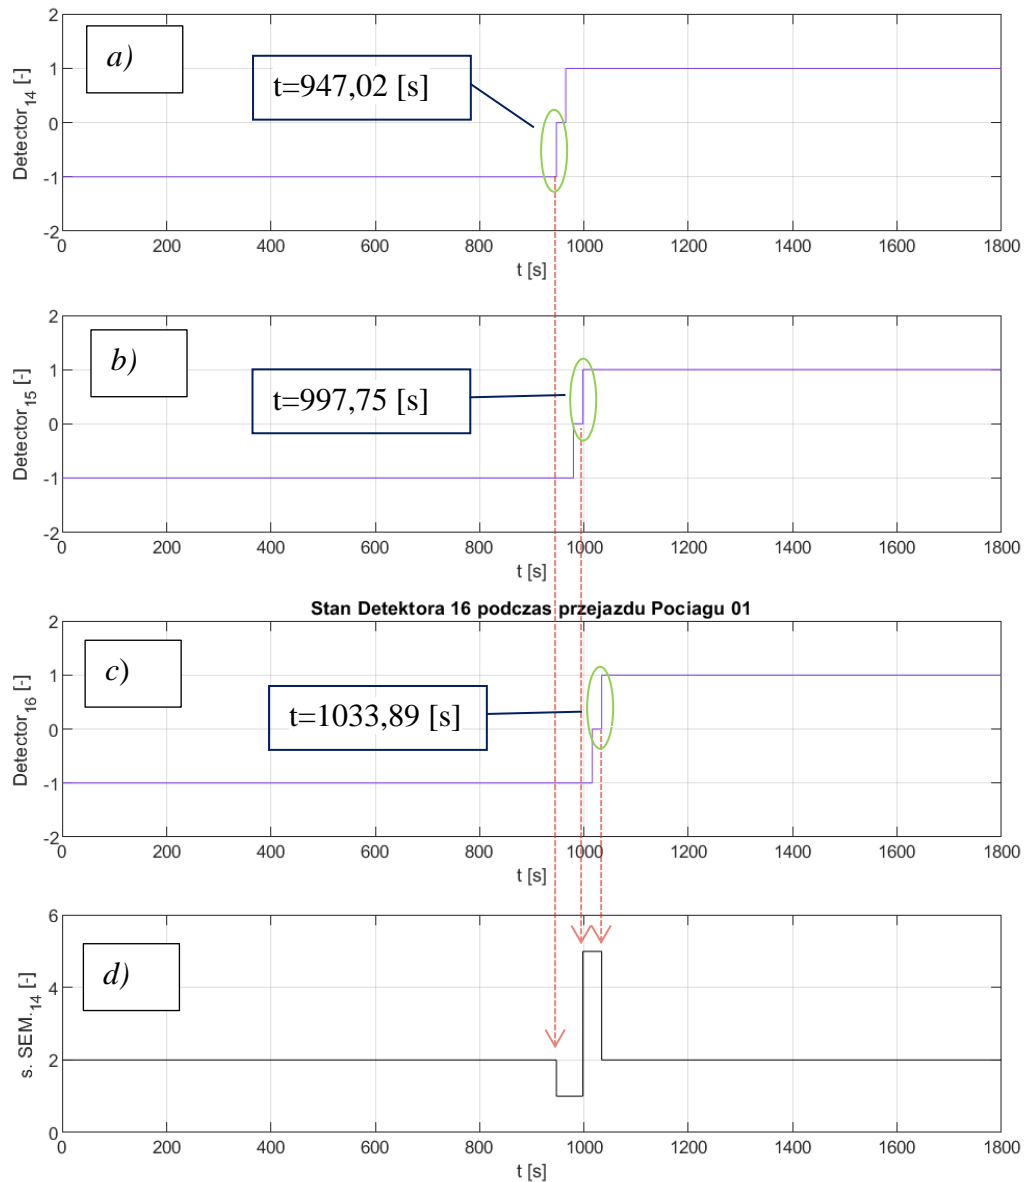 a)
t=947,02 [s]
Detector14 [-]
2
1
0
-1
-2
0 200 400 600 800 1000 1200 1400 1600 1800
t [s]
b)
t=997,75 [s]
Detector15 [-]
2
1
0
-1
-2
0 200 400 600 800 1000 1200 1400 1600 1800
t [s]
Stan Detektora 16 podczas przejazdu Pociagu 01
c)
t=1033,89 [s]
Detector16 [-]
2
1
0
-1
-2
0 200 400 600 800 1000 1200 1400 1600 1800
t [s]
d)
s. SEM.14 [-]
6
4
2
0
0 200 400 600 800 1000 1200 1400 1600 1800
t [s]